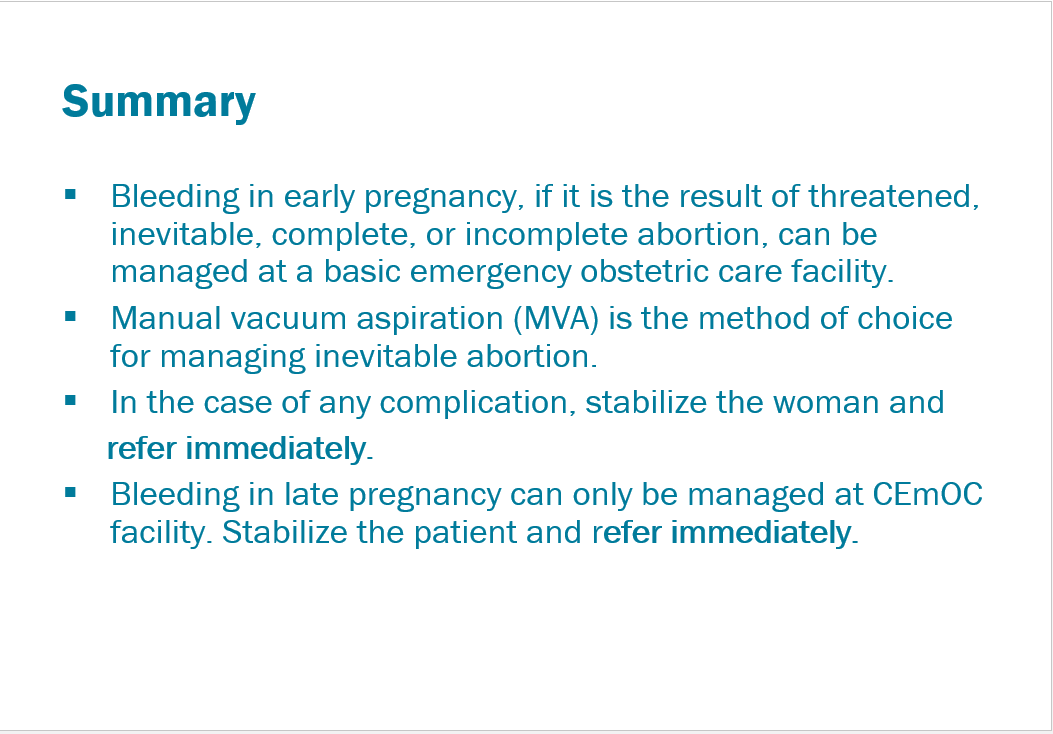 Summary
▪ Bleeding in early pregnancy, if it is the result of threatened,
inevitable, complete, or incomplete abortion, can be
managed at a basic emergency obstetric care facility.
▪ Manual vacuum aspiration (MVA) is the method of choice
for managing inevitable abortion.
▪ In the case of any complication, stabilize the woman and
refer immediately.
▪ Bleeding in late pregnancy can only be managed at CEmOC
facility. Stabilize the patient and refer immediately.